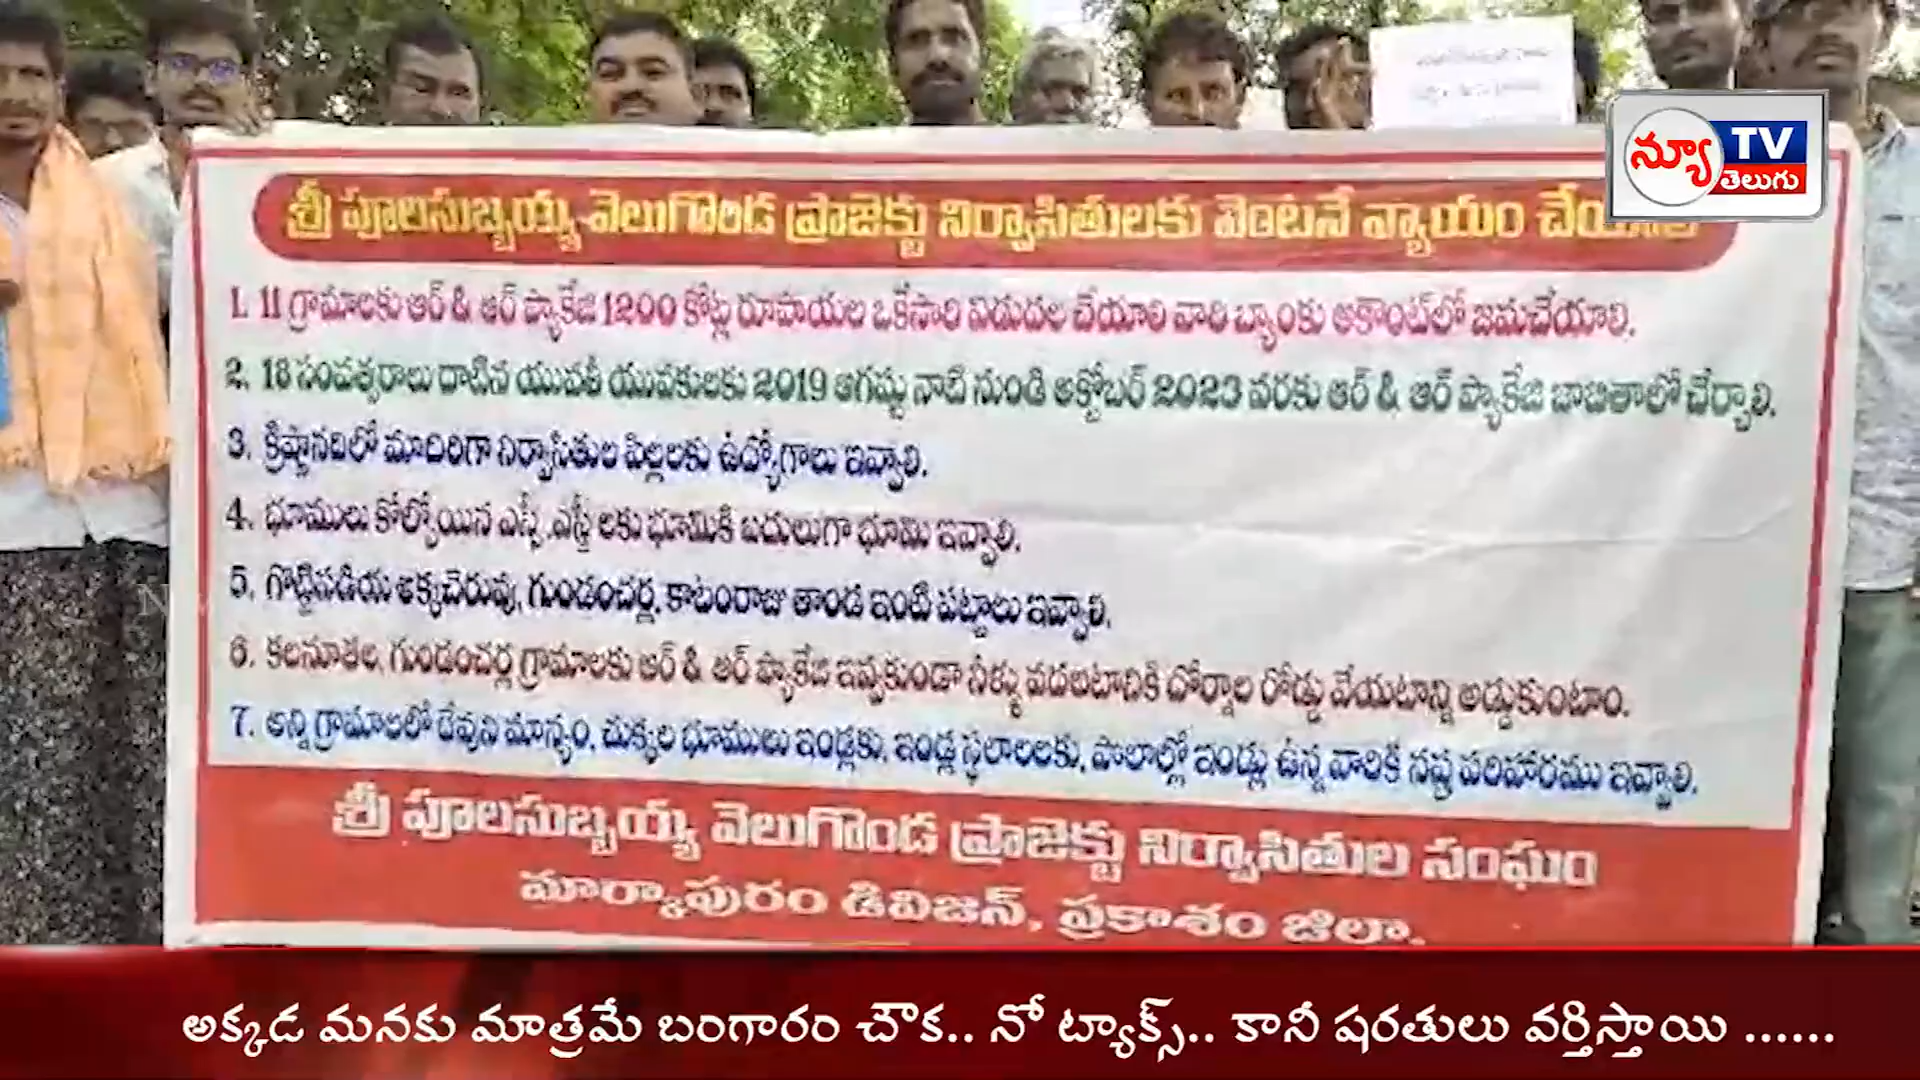 న్యూ TV తెలుగు
శ్రీ పూలసుబ్బయ్య వెలుగొండ ప్రాజెక్టు నిర్వాసితులకు వెంటనే న్యాయం
1. 11 గ్రామాలకు ఆర్ & ఆర్ ప్యాకేజి 1200 కోట్ల రూపాయల ఒకేసారి విడుదల చేయాలి వారి బ్యాంకు అకౌంట్‌లో జమచేయాలి.
2. 18 సంవత్సరాలు దాటిన యువతీ యువకులకు 2019 ఆగష్టు నాటి నుండి అక్టోబర్ 2023 వరకు ఆర్ & ఆర్ ప్యాకేజి జాబితాలో చేర్చాలి.
3. క్రిష్ణానదిలో మాదిరిగా నిర్వాసితుల పిల్లలకు ఉద్యోగాలు ఇవ్వాలి.
4. భూములు కోల్పోయిన ఎస్సీ, ఎస్టీ లకు భూమికి బదులుగా భూమి ఇవ్వాలి.
5. గొట్టిపడియ అక్కచెరువు, గుండంచర్ల, కాటంరాజు తాండ ఇంటి పట్టాలు ఇవ్వాలి.
6. కలనూతల, గుండంచర్ల గ్రామాలకు ఆర్ & ఆర్ ప్యాకేజి ఇవ్వకుండా నీళ్ళు వదలటానికి దోర్నాల రోడ్డు వేయటాన్ని అడ్డుకుంటాం.
7. అన్ని గ్రామాలలో దేవుని మాన్యం, చుక్కల భూములు ఇండ్లకు, ఇండ్ల స్థలాలలకు, పొలాల్లో ఇండ్లు ఉన్న వారికి నష్ట పరిహారము ఇవ్వాలి.
శ్రీ పూలసుబ్బయ్య వెలుగొండ ప్రాజెక్టు నిర్వాసితుల సంఘం
మార్కాపురం డివిజన్, ప్రకాశం జిల్లా.
అక్కడ మనకు మాత్రమే బంగారం చౌక.. నో ట్యాక్స్.. కానీ షరతులు వర్తిస్తాయి ......